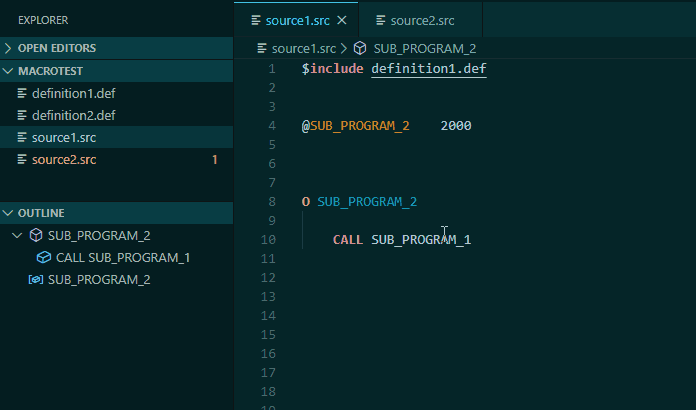 EXPLORER
OPEN EDITORS
MACROTEST
definition1.def
definition2.def
source1.src
source2.src 1
OUTLINE
SUB_PROGRAM_2
CALL SUB_PROGRAM_1
SUB_PROGRAM_2
source1.src source2.src
source1.src SUB_PROGRAM_2
1 $include definition1.def
2
3
4 @SUB_PROGRAM_2 2000
5
6
7
8 O SUB_PROGRAM_2
9
10 CALL SUB_PROGRAM_1
11
12
13
14
15
16
17
18
19